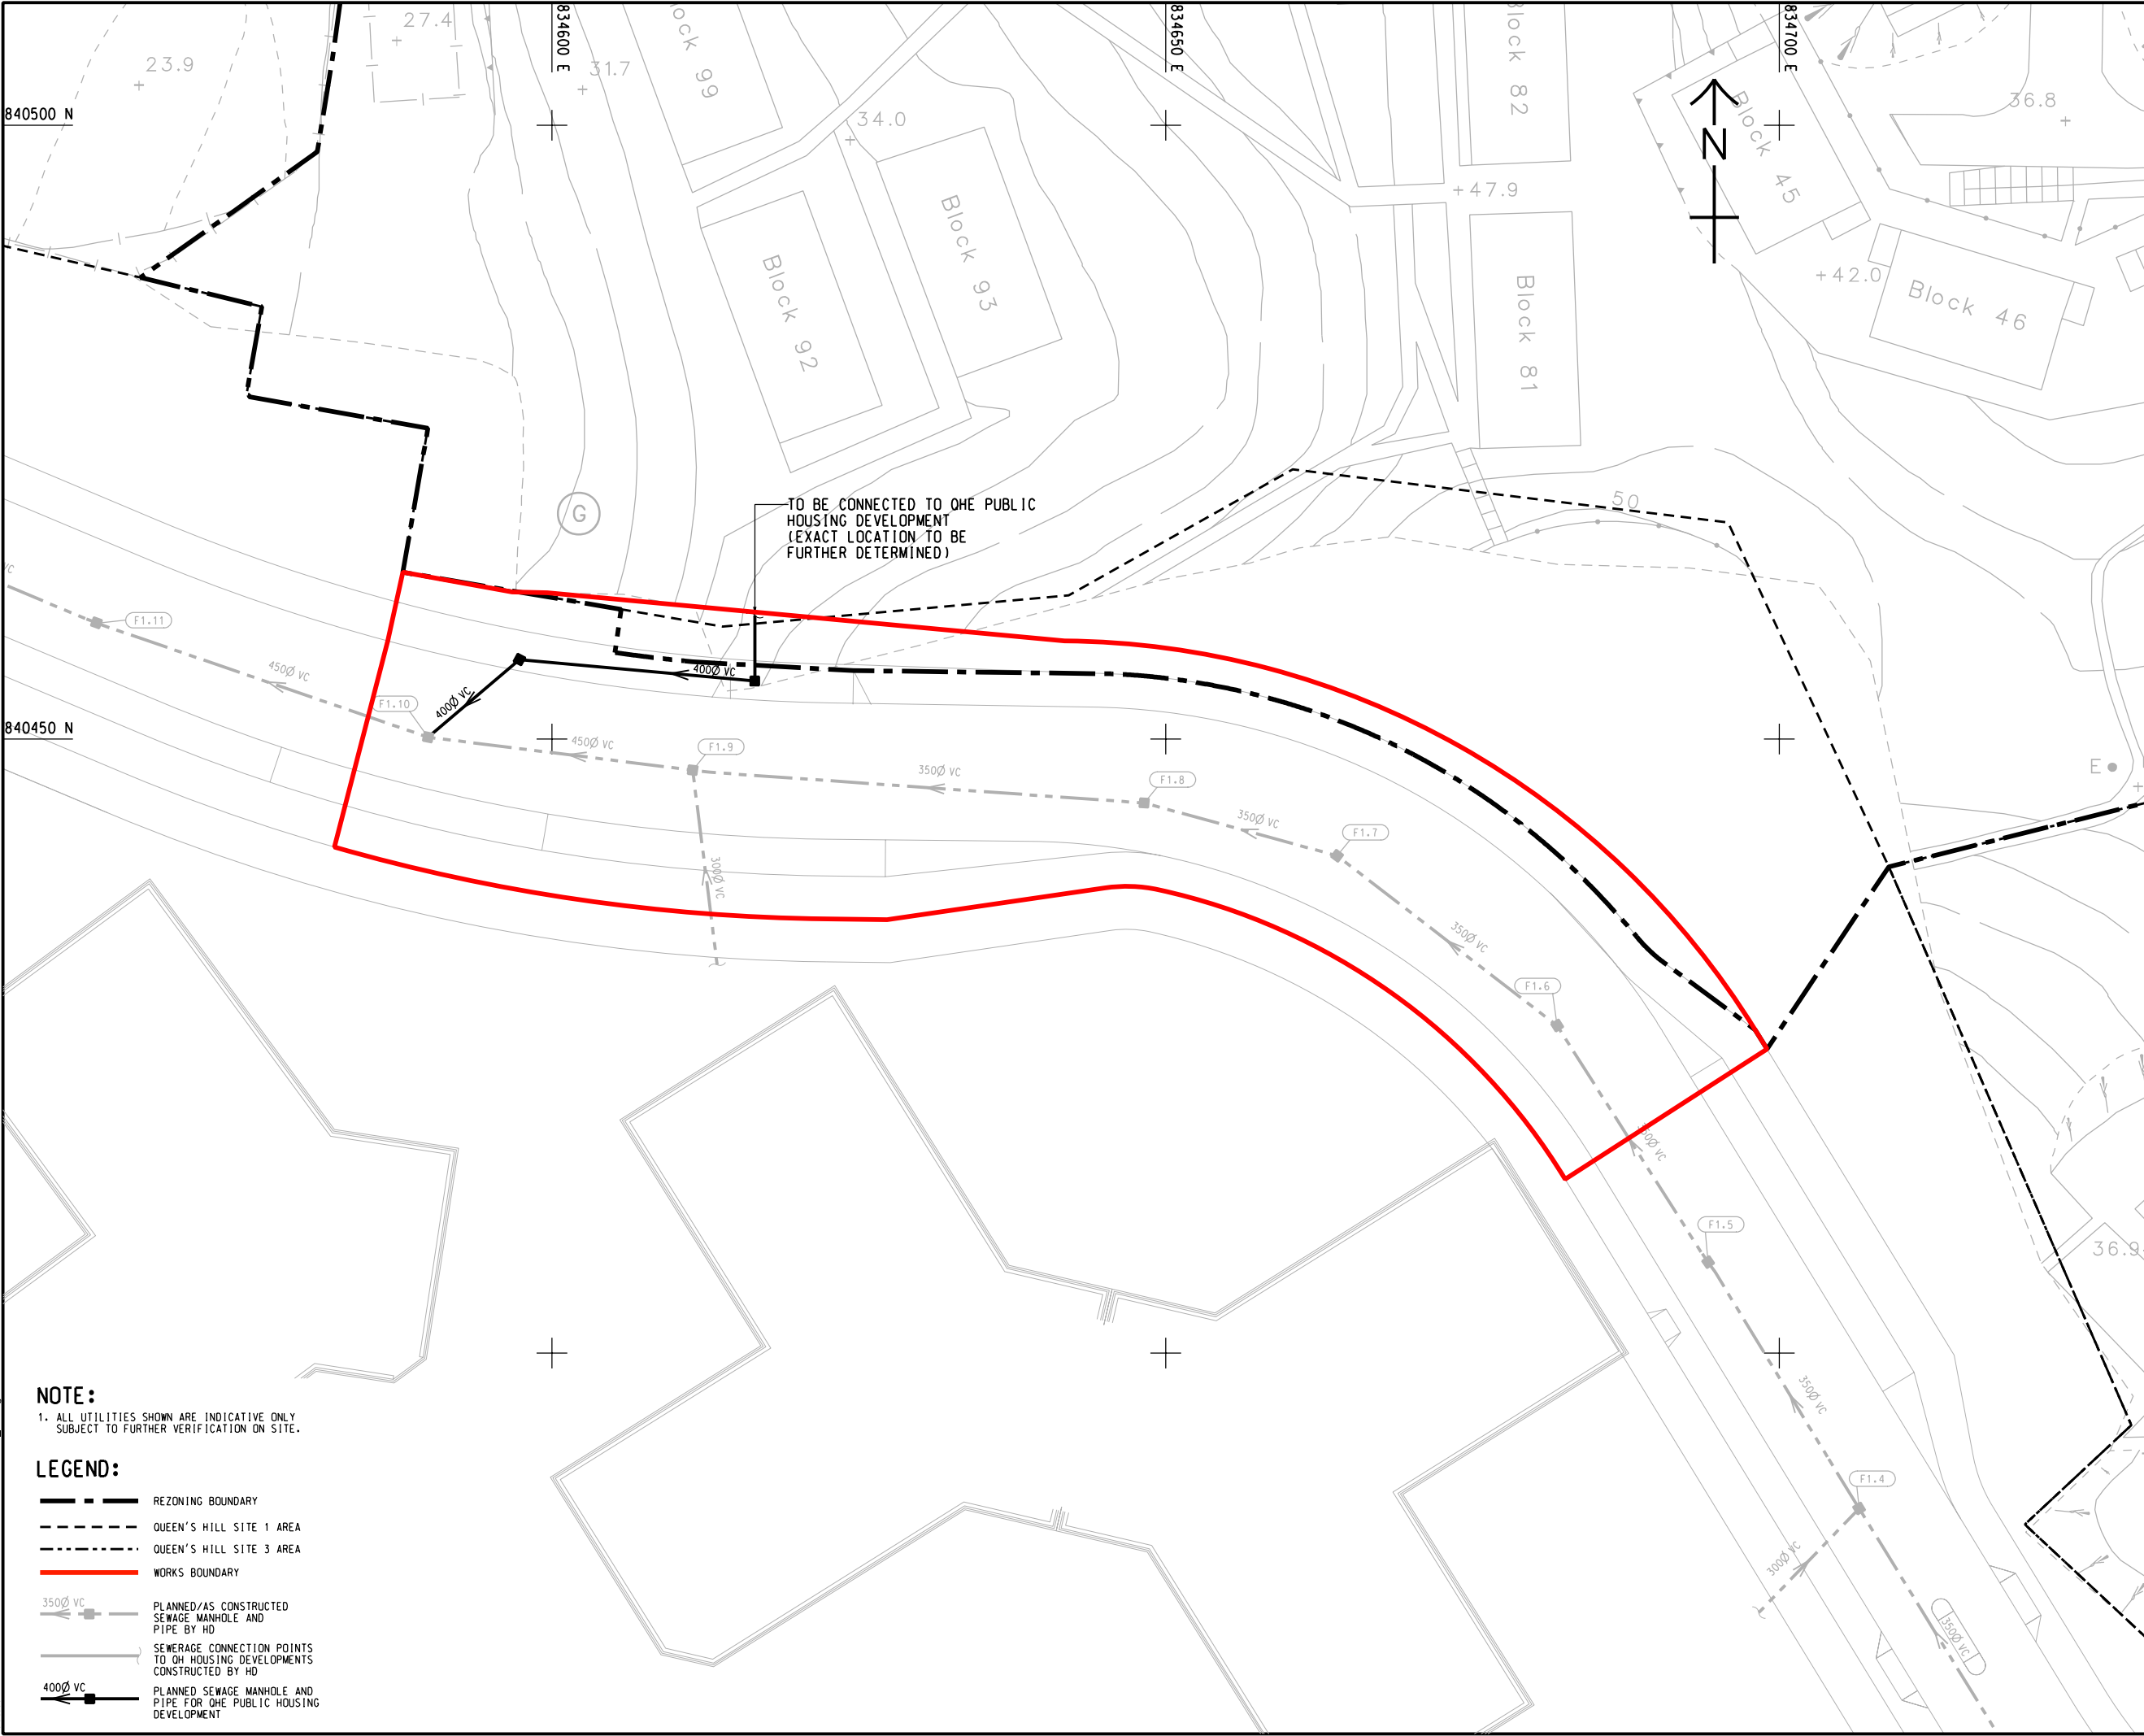 27.4
23.9
834600 E
31.7
834650 E
834700 E
840500 N
34.0
Block 82
N
Block 45
36.8
+47.9
Block 93
Block 92
Block 81
+42.0
Block 46
50
G
TO BE CONNECTED TO QHE PUBLIC
HOUSING DEVELOPMENT
(EXACT LOCATION TO BE
FURTHER DETERMINED)
F1.11
450Ø VC
400Ø VC
400Ø VC
F1.10
840450 N
450Ø VC
F1.9
350Ø VC
F1.8
350Ø VC
F1.7
E
300Ø VC
350Ø VC
F1.6
F1.5
36.9
350Ø VC
F1.4
300Ø VC
350Ø VC
NOTE:
1. ALL UTILITIES SHOWN ARE INDICATIVE ONLY
SUBJECT TO FURTHER VERIFICATION ON SITE.
LEGEND:
REZONING BOUNDARY
QUEEN'S HILL SITE 1 AREA
QUEEN'S HILL SITE 3 AREA
WORKS BOUNDARY
350Ø VC
PLANNED/AS CONSTRUCTED
SEWAGE MANHOLE AND
PIPE BY HD
SEWERAGE CONNECTION POINTS
TO QH HOUSING DEVELOPMENTS
CONSTRUCTED BY HD
400Ø VC
PLANNED SEWAGE MANHOLE AND
PIPE FOR QHE PUBLIC HOUSING
DEVELOPMENT